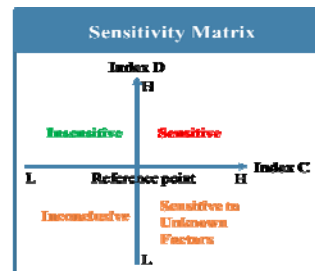 Sensitivity Matrix
Index D
H
Insensitive Sensitive
Index C
L Reference point H
Inconclusive Sensitive to
Unknown
Factors
L